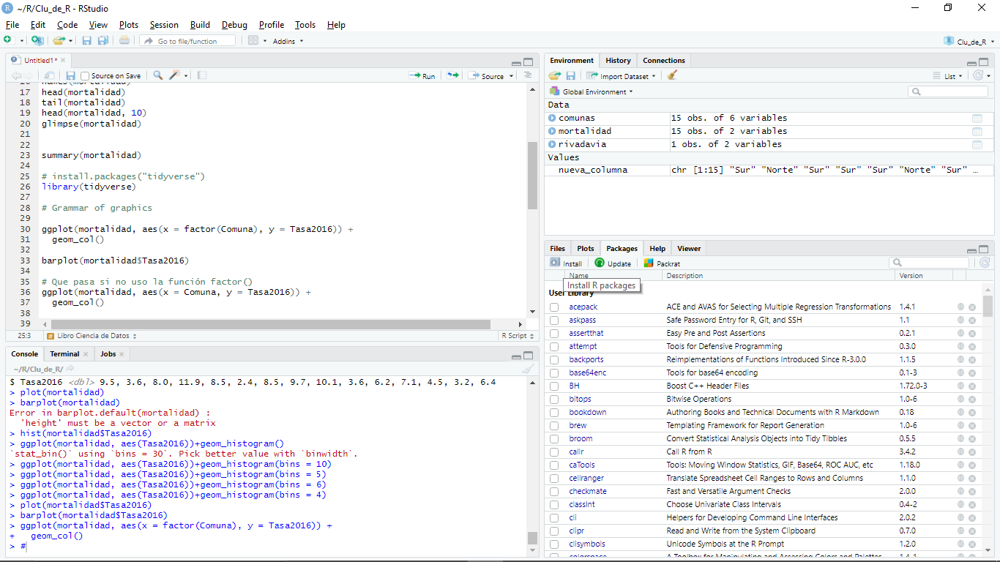 ~/R/Clu_de_R - RStudio
File Edit Code View Plots Session Build Debug Profile Tools Help
Go to file/function Addins Clu_de_R
Untitled1*
Source on Save Run Source
17 head(mortalidad)
18 tail(mortalidad)
19 head(mortalidad, 10)
20 glimpse(mortalidad)
21
22
23 summary(mortalidad)
24
25 # install.packages("tidyverse")
26 library(tidyverse)
27
28 # Grammar of graphics
29
30 ggplot(mortalidad, aes(x = factor(Comuna), y = Tasa2016)) +
31 geom_col()
32
33 barplot(mortalidad$Tasa2016)
34
35 # Que pasa si no uso la función factor()
36 ggplot(mortalidad, aes(x = Comuna, y = Tasa2016)) +
37 geom_col()
38
39
25:3 Libro Ciencia de Datos R Script
Console Terminal Jobs
~/R/Clu_de_R/
$ Tasa2016 <dbl> 9.5, 3.6, 8.0, 11.9, 8.5, 2.4, 8.5, 9.7, 10.1, 3.6, 6.2, 7.1, 4.5, 3.2, 6.4
> plot(mortalidad)
> barplot(mortalidad)
Error in barplot.default(mortalidad) :
'height' must be a vector or a matrix
> hist(mortalidad$Tasa2016)
> ggplot(mortalidad, aes(Tasa2016))+geom_histogram()
`stat_bin()` using `bins = 30`. Pick better value with `binwidth`.
> ggplot(mortalidad, aes(Tasa2016))+geom_histogram(bins = 10)
> ggplot(mortalidad, aes(Tasa2016))+geom_histogram(bins = 5)
> ggplot(mortalidad, aes(Tasa2016))+geom_histogram(bins = 6)
> ggplot(mortalidad, aes(Tasa2016))+geom_histogram(bins = 4)
> plot(mortalidad$Tasa2016)
> barplot(mortalidad$Tasa2016)
> ggplot(mortalidad, aes(x = factor(Comuna), y = Tasa2016)) +
+ geom_col()
> #
Environment History Connections
Import Dataset List
Global Environment
Data
comunas 15 obs. of 6 variables
mortalidad 15 obs. of 2 variables
rivadavia 1 obs. of 2 variables
Values
nueva_columna chr [1:15] "Sur" "Norte" "Sur" "Sur" "Sur" "Norte" "Sur" …
Files Plots Packages Help Viewer
Install Update Packrat
Name Description Version
Install R packages
User Library
acepack ACE and AVAS for Selecting Multiple Regression Transformations 1.4.1
askpass Safe Password Entry for R, Git, and SSH 1.1
assertthat Easy Pre and Post Assertions 0.2.1
attempt Tools for Defensive Programming 0.3.0
backports Reimplementations of Functions Introduced Since R-3.0.0 1.1.5
base64enc Tools for base64 encoding 0.1-3
BH Boost C++ Header Files 1.72.0-3
bitops Bitwise Operations 1.0-6
bookdown Authoring Books and Technical Documents with R Markdown 0.18
brew Templating Framework for Report Generation 1.0-6
broom Convert Statistical Analysis Objects into Tidy Tibbles 0.5.5
callr Call R from R 3.4.2
caTools Tools: Moving Window Statistics, GIF, Base64, ROC AUC, etc 1.18.0
cellranger Translate Spreadsheet Cell Ranges to Rows and Columns 1.1.0
checkmate Fast and Versatile Argument Checks 2.0.0
classInt Choose Univariate Class Intervals 0.4-2
cli Helpers for Developing Command Line Interfaces 2.0.2
clipr Read and Write from the System Clipboard 0.7.0
clisymbols Unicode Symbols at the R Prompt 1.2.0
colorspace A Toolbox for Manipulating and Assessing Colors and Palettes 1.4-1